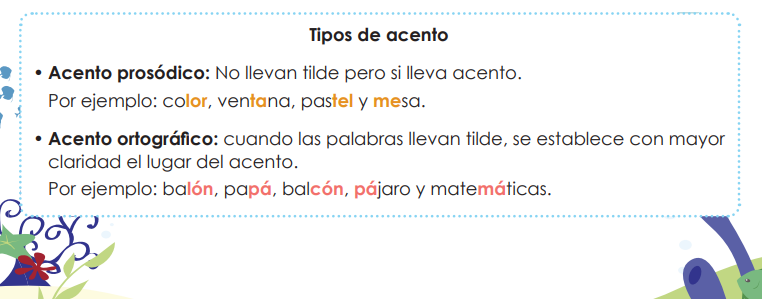 Tipos de acento
• Acento prosódico: No llevan tilde pero si lleva acento.
Por ejemplo: color, ventana, pastel y mesa.
• Acento ortográfico: cuando las palabras llevan tilde, se establece con mayor
claridad el lugar del acento.
Por ejemplo: balón, papá, balcón, pájaro y matemáticas.